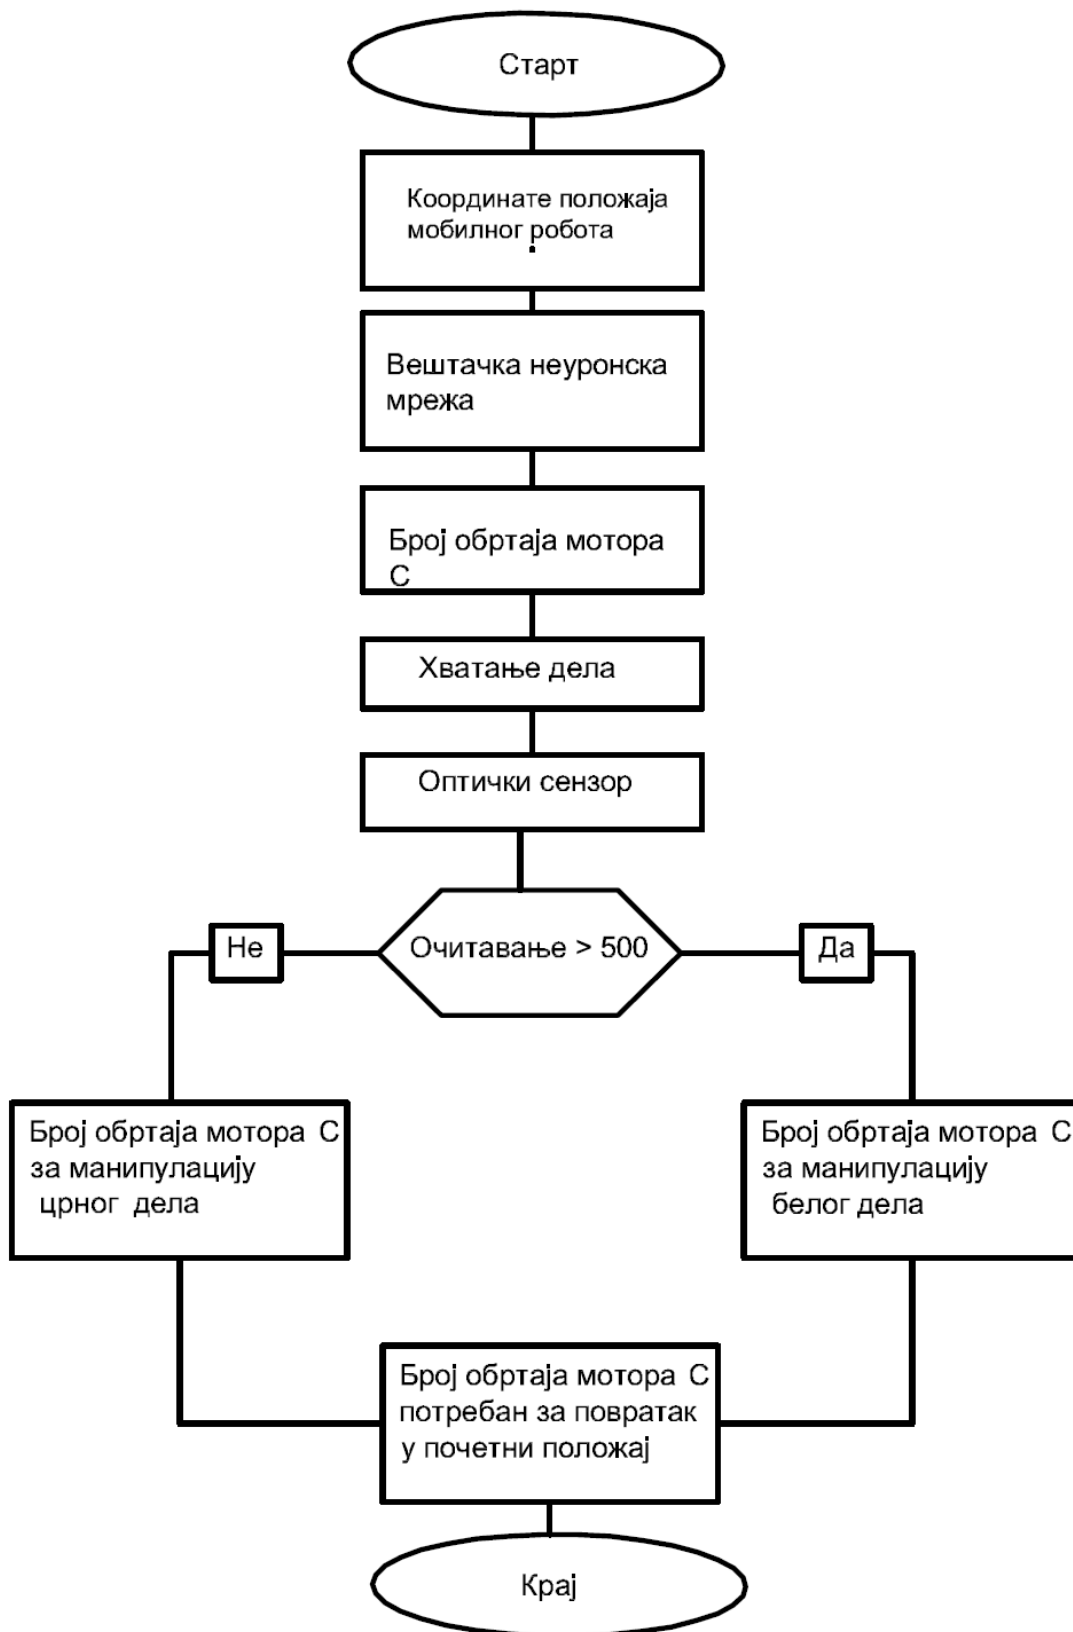 Старт
Координате положаја
мобилног робота
Вештачка неуронска
мрежа
Број обртаја мотора
C
Хватање дела
Оптички сензор
Не
Очитавање > 500
Да
Број обртаја мотора C
за манипулацију
црног дела
Број обртаја мотора C
за манипулацију
белог дела
Број обртаја мотора C
потребан за повратак
у почетни положај
Крај